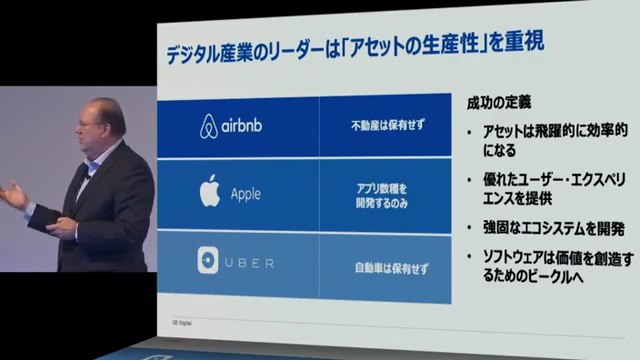 デジタル産業のリーダーは「アセットの生産性」を重視
airbnb
不動産は保有せず
Apple
アプリ数種を
開発するのみ
UBER
自動車は保有せず
成功の定義
• アセットは飛躍的に効率的
になる
• 優れたユーザー・エクスペリ
エンスを提供
• 強固なエコシステムを開発
• ソフトウェアは価値を創造す
るためのビークルへ
GE Digital